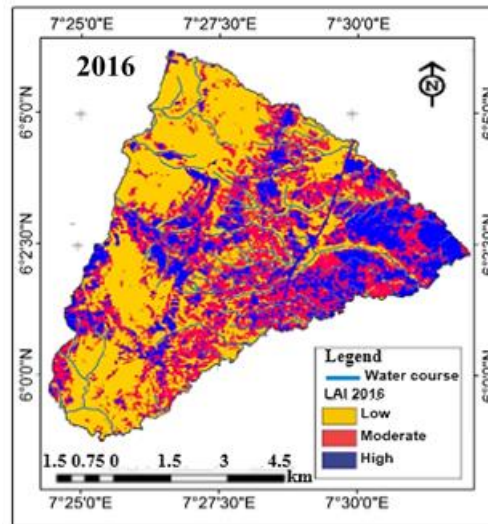 7°25'0"E 7°27'30"E 7°30'0"E
2016
N
6°5'0"N 6°5'0"N
6°2'30"N 6°2'30"N
6°0'0"N 6°0'0"N
Legend
Water course
LAI 2016
Low
Moderate
High
1.5 0.75 0 1.5 3 4.5
km
7°25'0"E 7°27'30"E 7°30'0"E